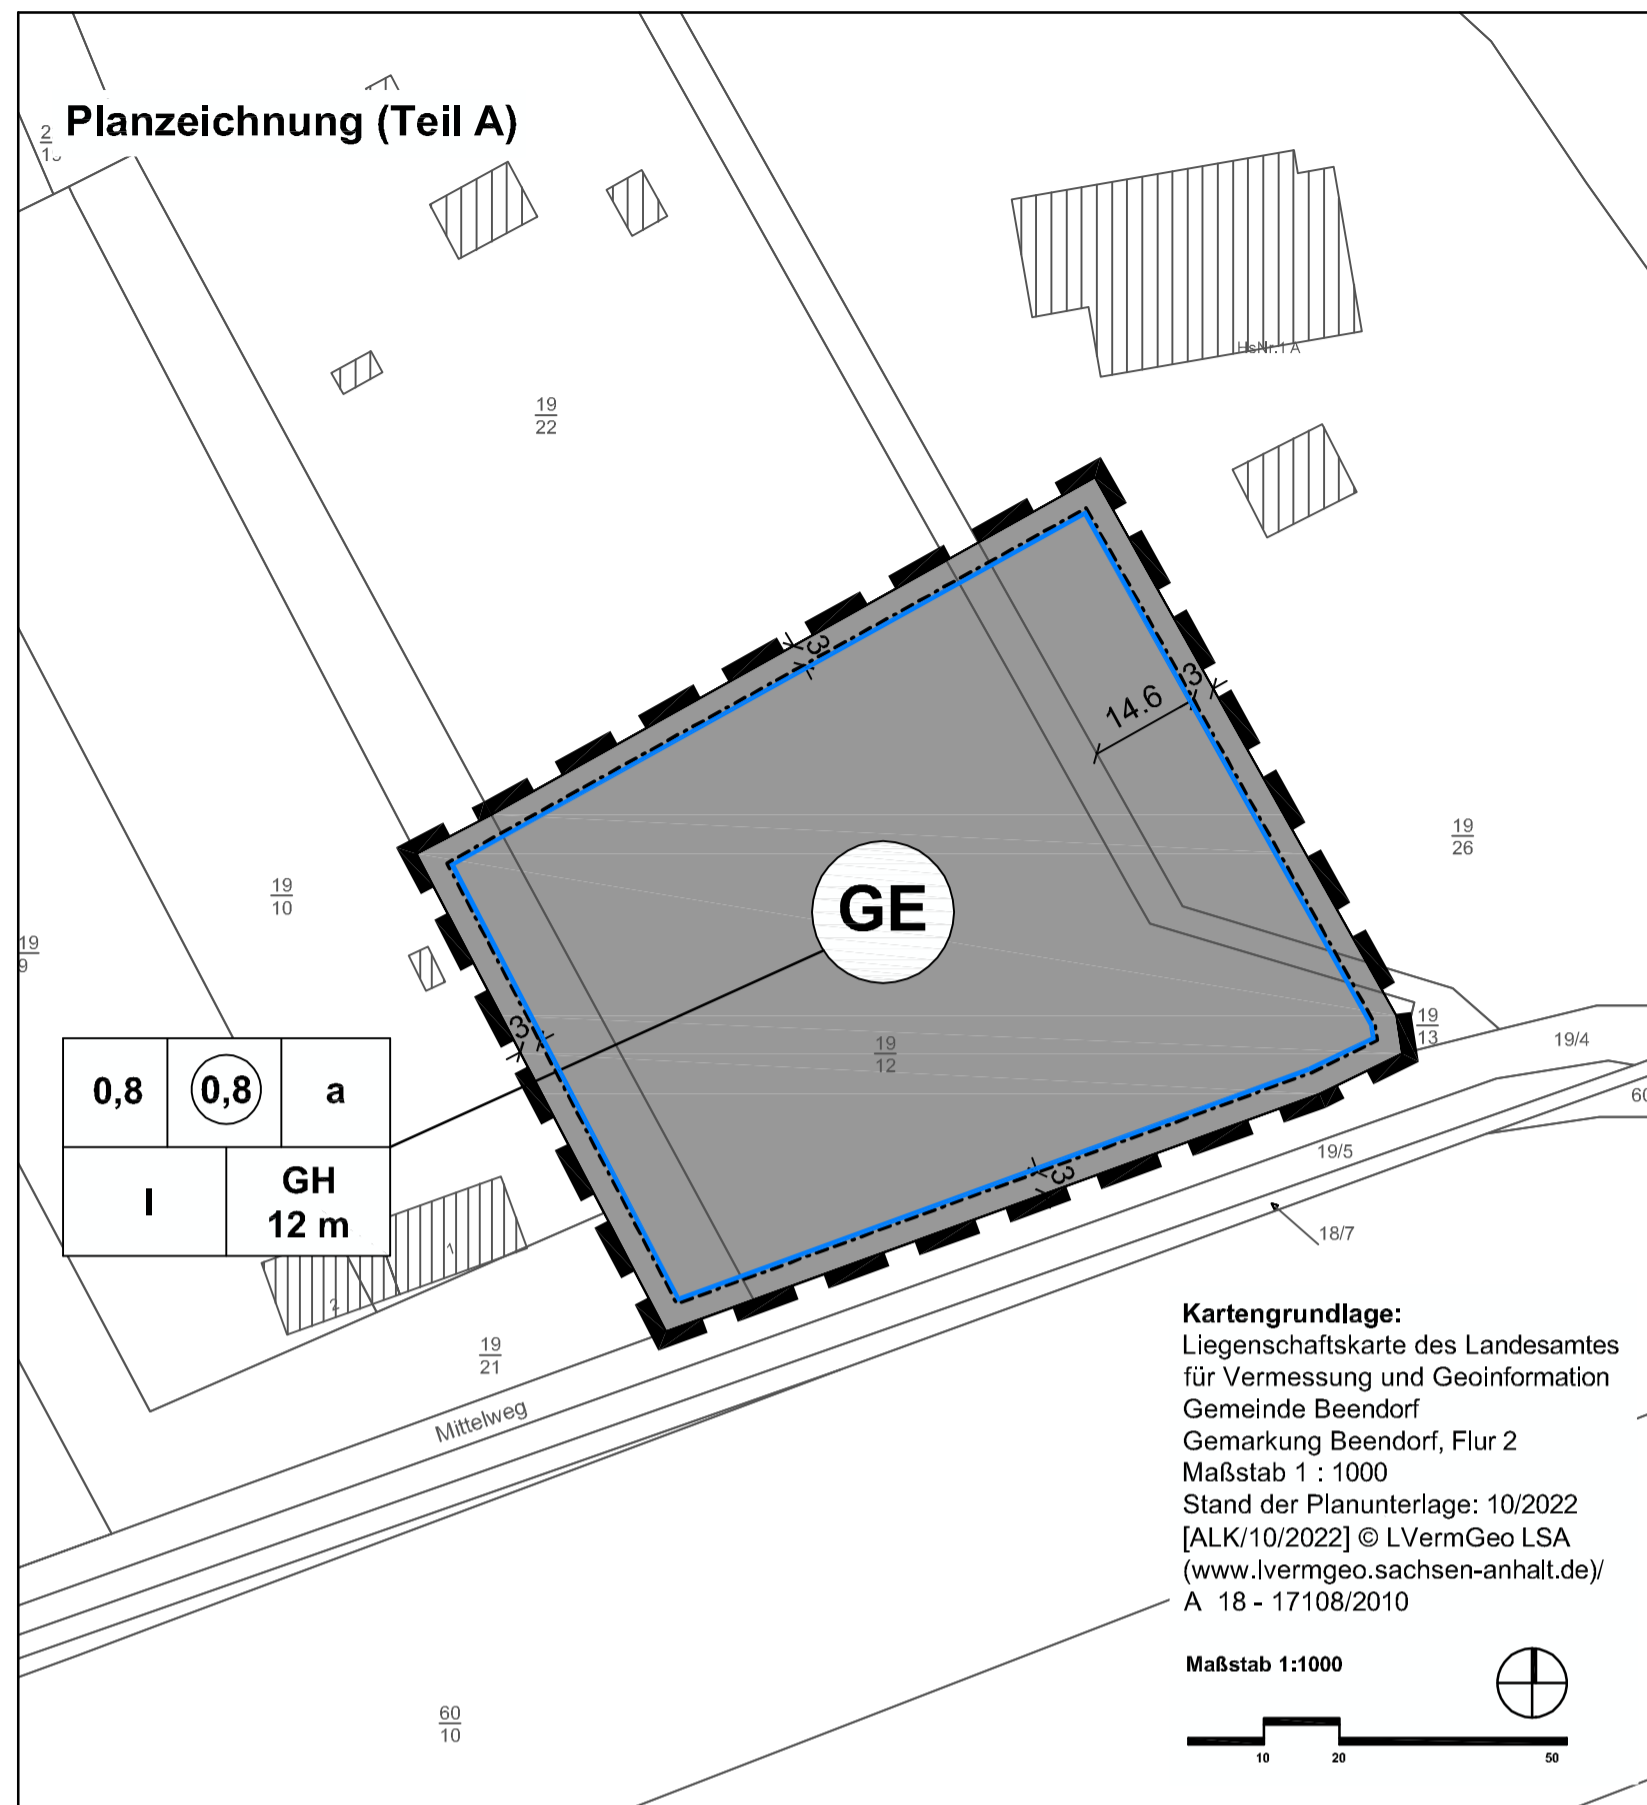 Planzeichnung (Teil A)
2
HsNr.1 A
19
22
3
3
14.6
19
26
GE
19
10
19
9
3
19
12
19
13
19/4
60
0,8 0,8 a
I GH
12 m
19/5
3
18/7
1
2
19
21
Mittelweg
Kartengrundlage:
Liegenschaftskarte des Landesamtes
für Vermessung und Geoinformation
Gemeinde Beendorf
Gemarkung Beendorf, Flur 2
Maßstab 1 : 1000
Stand der Planunterlage: 10/2022
[ALK/10/2022] © LVermGeo LSA
(www.lvermgeo.sachsen-anhalt.de)/
A 18 - 17108/2010
Maßstab 1:1000
10 20 50
60
10